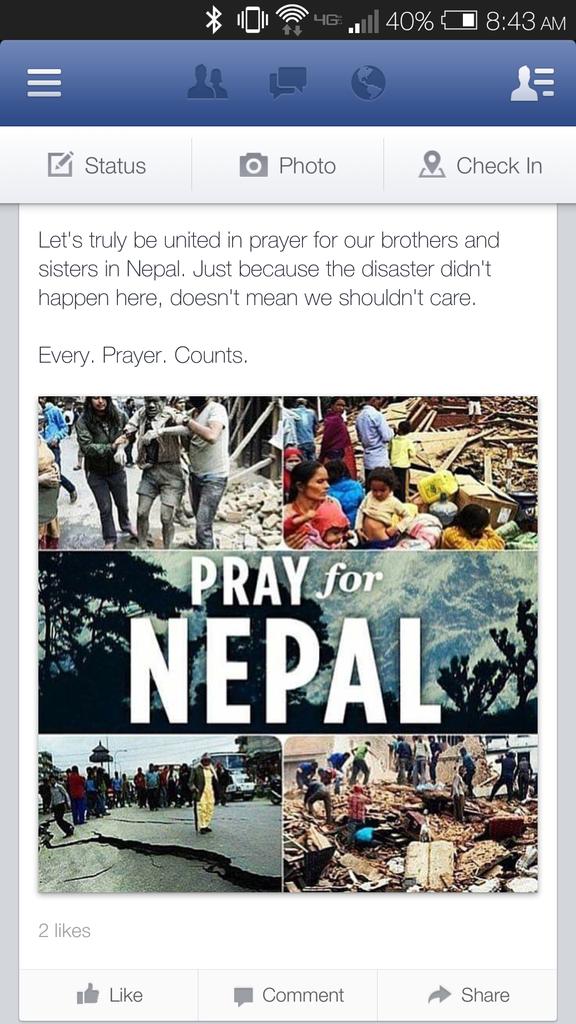 4G 40% 8:43 AM
Status Photo Check In
Let's truly be united in prayer for our brothers and
sisters in Nepal. Just because the disaster didn't
happen here, doesn't mean we shouldn't care.
Every. Prayer. Counts.
PRAY for
NEPAL
2 likes
Like Comment Share